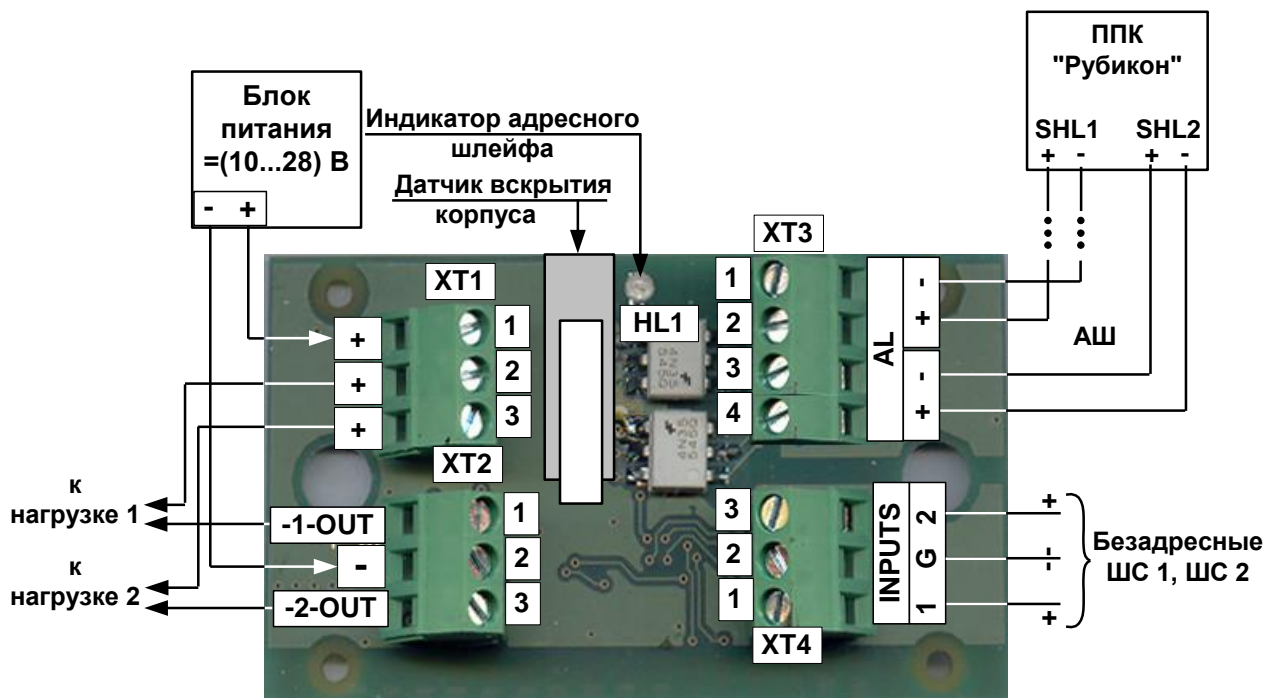 ППК
"Рубикон"
SHL1 SHL2
+ - + -
Блок
питания
=(10...28) В
- +
Индикатор адресного
шлейфа
Датчик вскрытия
корпуса
XT1
+ 1
+ 2
+ 3
XT2
HL1
XT3
1
2
3
4
AL
-
+
-
+
АШ
к
нагрузке 1
к
нагрузке 2
-1-OUT 1
- 2
-2-OUT 3
3
2
1
XT4
INPUTS
1 G 2
+
-
+
Безадресные
ШС 1, ШС 2